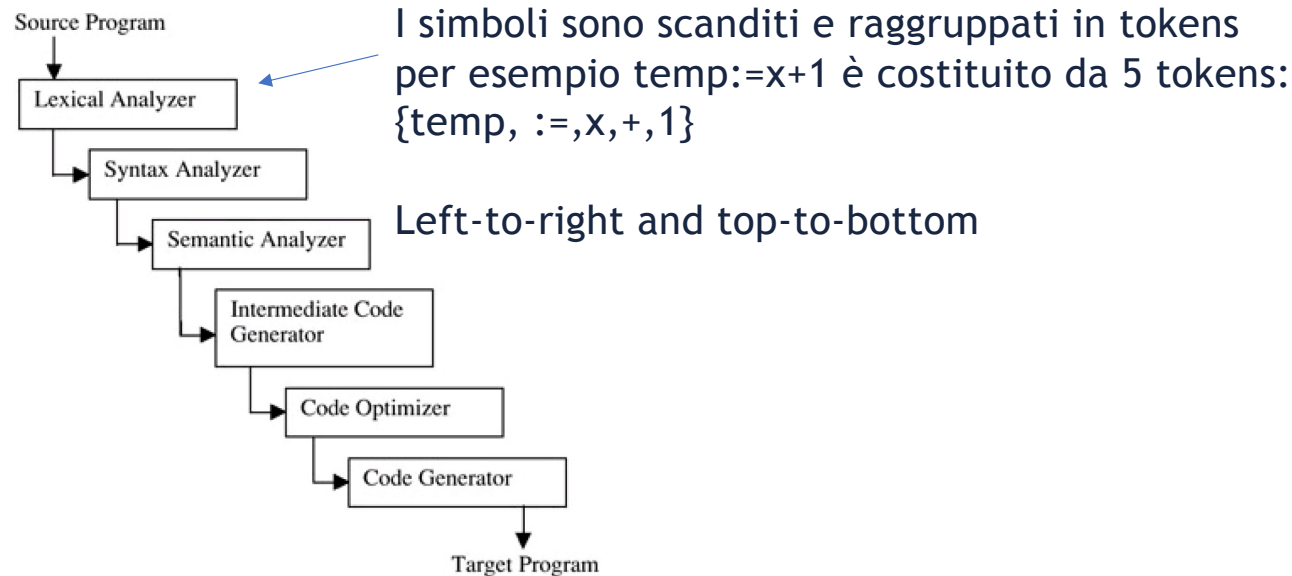 Source Program
Lexical Analyzer
Syntax Analyzer
Semantic Analyzer
Intermediate Code
Generator
Code Optimizer
Code Generator
Target Program
I simboli sono scanditi e raggruppati in tokens
per esempio temp:=x+1 è costituito da 5 tokens:
{temp, :=,x,+,1}
Left-to-right and top-to-bottom